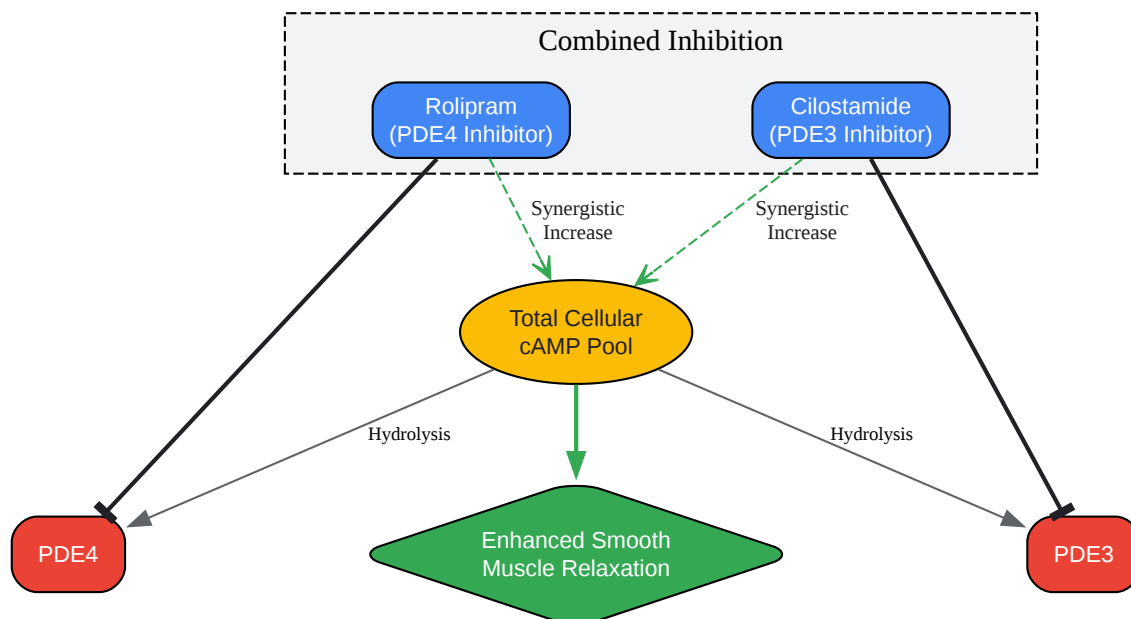 Combined Inhibition
Rolipram
(PDE4 Inhibitor)
Cilostamide
(PDE3 Inhibitor)
Synergistic
Increase
Synergistic
Increase
Total Cellular
cAMP Pool
Hydrolysis
Hydrolysis
PDE4
Enhanced Smooth
Muscle Relaxation
PDE3